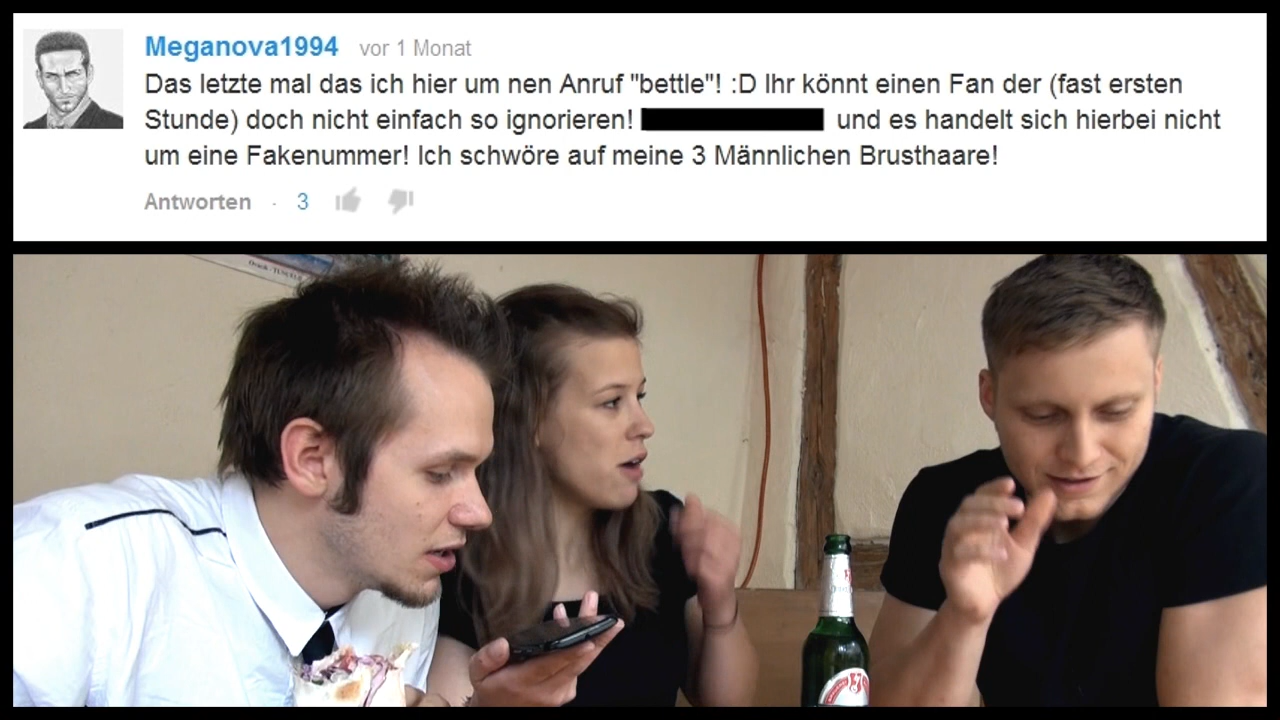 Meganova1994 vor 1 Monat
Das letzte mal das ich hier um nen Anruf "bettle"! :D Ihr könnt einen Fan der (fast ersten
Stunde) doch nicht einfach so ignorieren! und es handelt sich hierbei nicht
um eine Fakenummer! Ich schwöre auf meine 3 Männlichen Brusthaare!
Antworten · 3